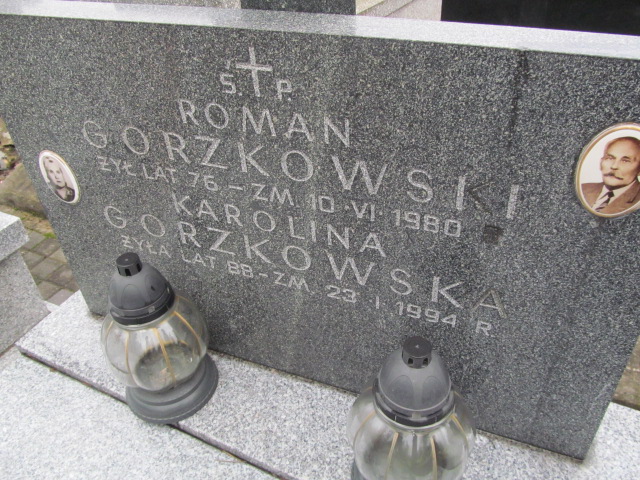 Ś. P.
ROMAN
GORZKOWSKI
ŻYŁ LAT 76 - ZM. 10 VI 1980
KAROLINA
GORZKOWSKA
ŻYŁA LAT 88 - ZM. 23 I 1994 R